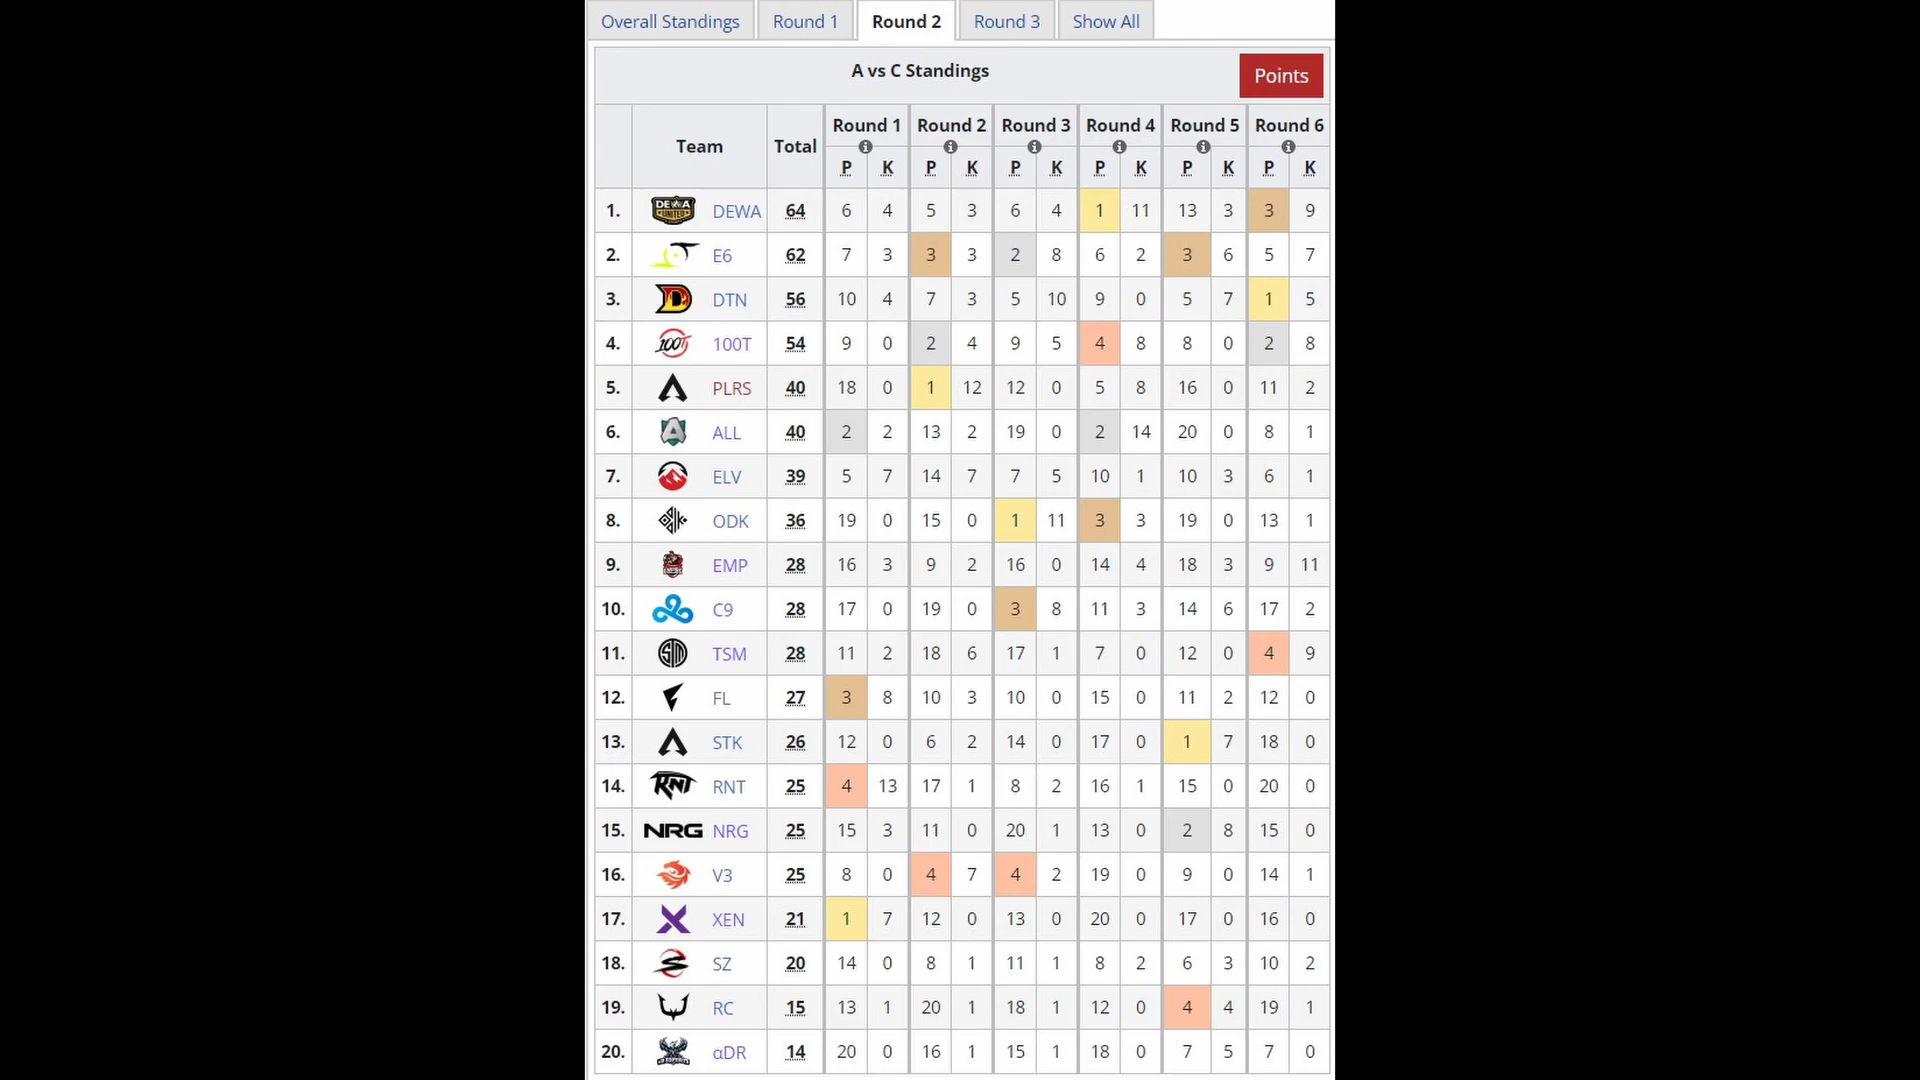 Overall Standings Round 1 Round 2 Round 3 Show All
A vs C Standings Points
Team Total Round 1 Round 2 Round 3 Round 4 Round 5 Round 6
P K P K P K P K P K P K
1. DEWA UNITED DEWA 64 6 4 5 3 6 4 1 11 13 3 3 9
2. E6 62 7 3 3 3 2 8 6 2 3 6 5 7
3. DTN 56 10 4 7 3 5 10 9 0 5 7 1 5
4. 100T 100T 54 9 0 2 4 9 5 4 8 8 0 2 8
5. PLRS 40 18 0 1 12 12 0 5 8 16 0 11 2
6. ALL 40 2 2 13 2 19 0 2 14 20 0 8 1
7. ELV 39 5 7 14 7 7 5 10 1 10 3 6 1
8. ODK 36 19 0 15 0 1 11 3 3 19 0 13 1
9. EMP 28 16 3 9 2 16 0 14 4 18 3 9 11
10. C9 28 17 0 19 0 3 8 11 3 14 6 17 2
11. TSM TSM 28 11 2 18 6 17 1 7 0 12 0 4 9
12. FL 27 3 8 10 3 10 0 15 0 11 2 12 0
13. STK 26 12 0 6 2 14 0 17 0 1 7 18 0
14. RNT RNT 25 4 13 17 1 8 2 16 1 15 0 20 0
15. NRG NRG 25 15 3 11 0 20 1 13 0 2 8 15 0
16. V3 25 8 0 4 7 4 2 19 0 9 0 14 1
17. XEN 21 1 7 12 0 13 0 20 0 17 0 16 0
18. SZ 20 14 0 8 1 11 1 8 2 6 3 10 2
19. RC 15 13 1 20 1 18 1 12 0 4 4 19 1
20. αDR 14 20 0 16 1 15 1 18 0 7 5 7 0